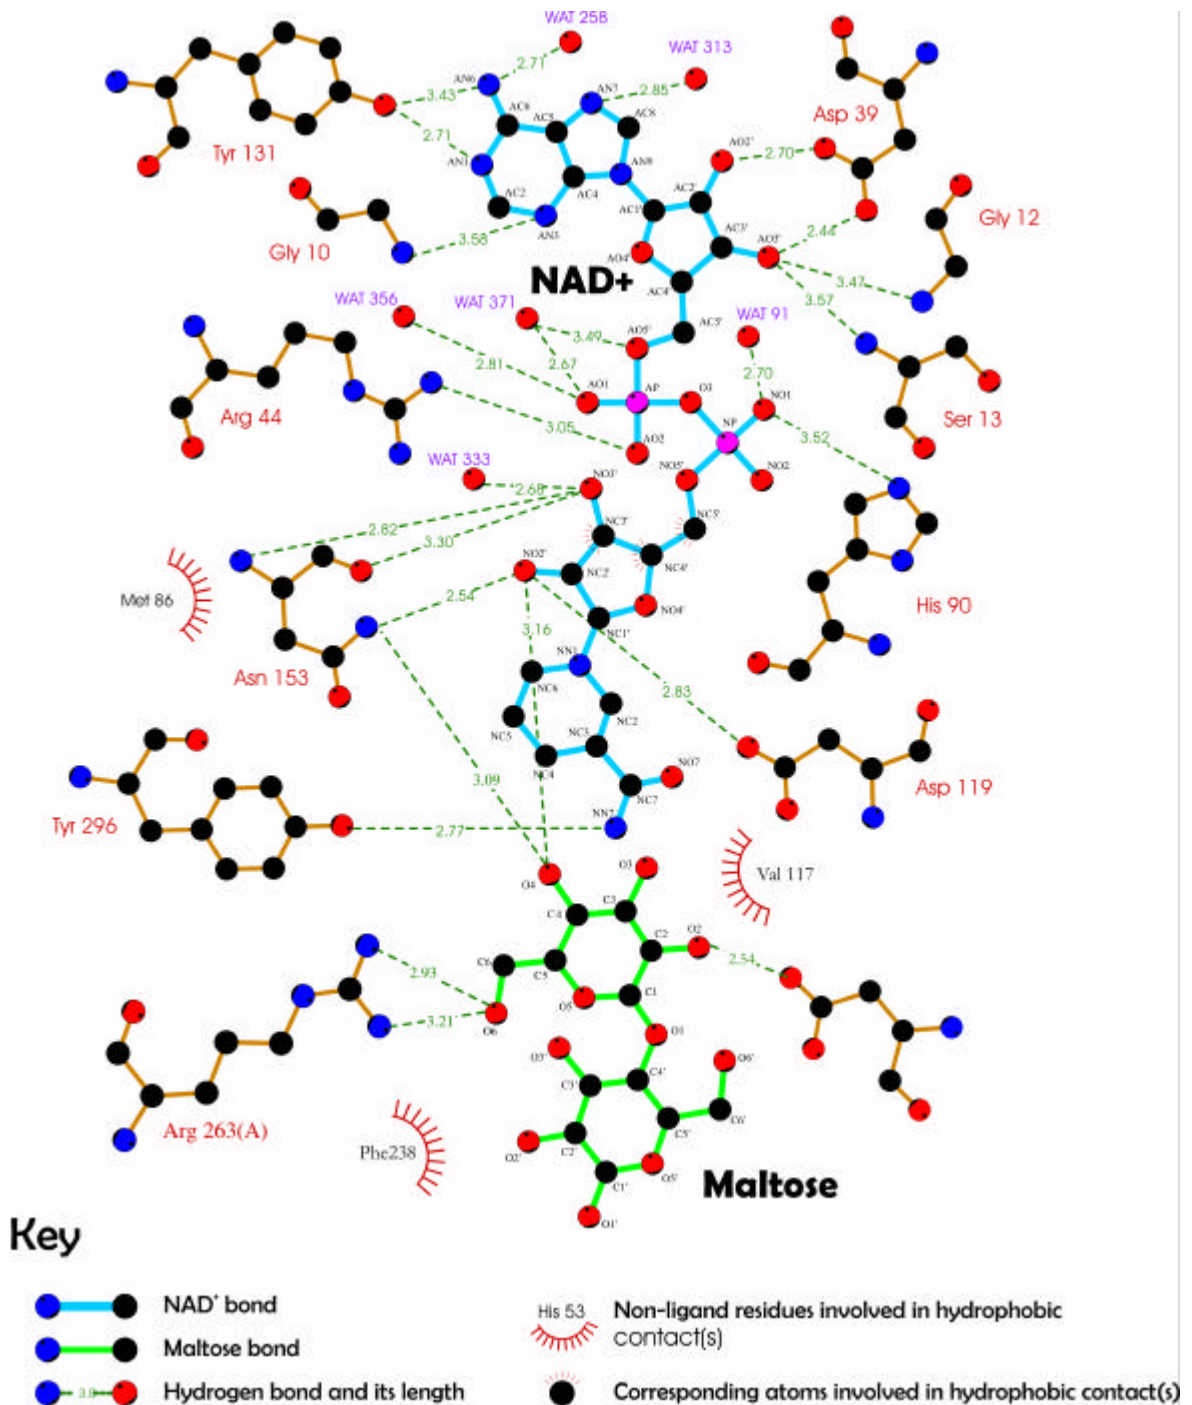 WAT 258
WAT 313
AN6
2.71
AN7
2.85
3.43
AC6
AC5
AC8
Asp 39
Tyr 131
2.71
AN1
AO2'
2.70
AN9
AC2
AC4
AC2'
AN3
AC1'
Gly 12
Gly 10
3.58
AC3'
AO3'
2.44
AO4'
NAD+
AC4'
3.47
WAT 356
WAT 371
WAT 91
3.57
AC5'
AO5'
3.49
2.81
2.67
2.70
AO1
AP
O3
NO1
Arg 44
Ser 13
3.05
AO2
NP
3.52
WAT 333
NO5'
NO2
2.68
NO3'
2.82
NC5'
3.30
NC3'
NO2'
NC2'
NC4'
Met 86
2.54
NO4'
His 90
3.16
NC1'
NN1
Asn 153
NC6
2.83
NC2
NC5
NC3
NC4
NO7
3.09
NC7
Asp 119
NN2
Tyr 296
2.77
O3
Val 117
O4
C3
C4
C2
O2
C6
C5
2.54
2.93
C1
O5
3.21
O6
O1
O3'
O6'
C3'
C4'
C6'
C5'
Arg 263(A)
Phe238
O2'
C2'
C1'
O5'
Maltose
O1'
Key
NAD+ bond
His 53
Non-ligand residues involved in hydrophobic
contact(s)
Maltose bond
3.0
Hydrogen bond and its length
Corresponding atoms involved in hydrophobic contact(s)